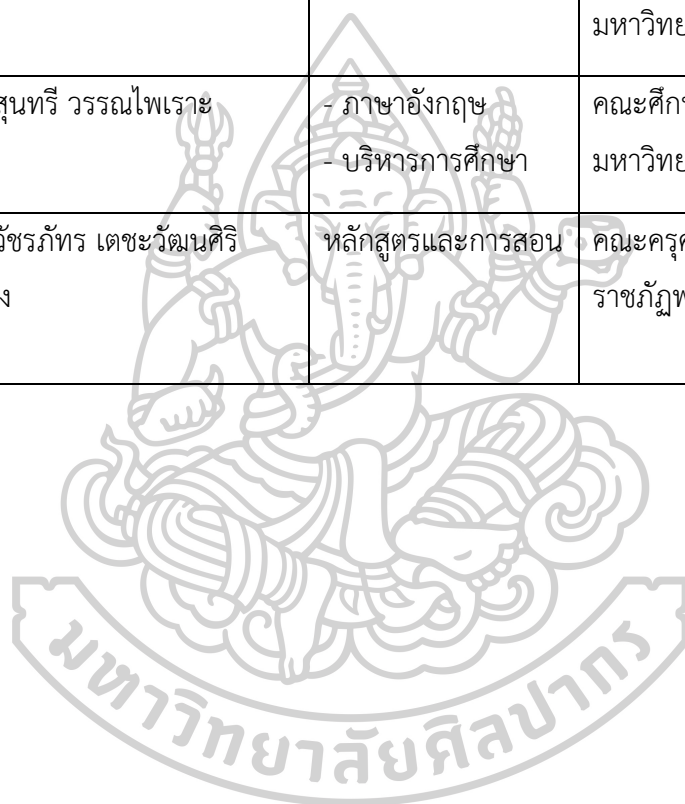 มหาวิทย
สุนทรี วรรณไพเราะ
- ภาษาอังกฤษ
- บริหารการศึกษา
คณะศึกษ
มหาวิทย
วัชรภัทร เตชะวัฒนศิริ
ง
หลักสูตรและการสอน
คณะครุศ
ราชภัฏพ
มหาวิทยาลัยศิลปากร